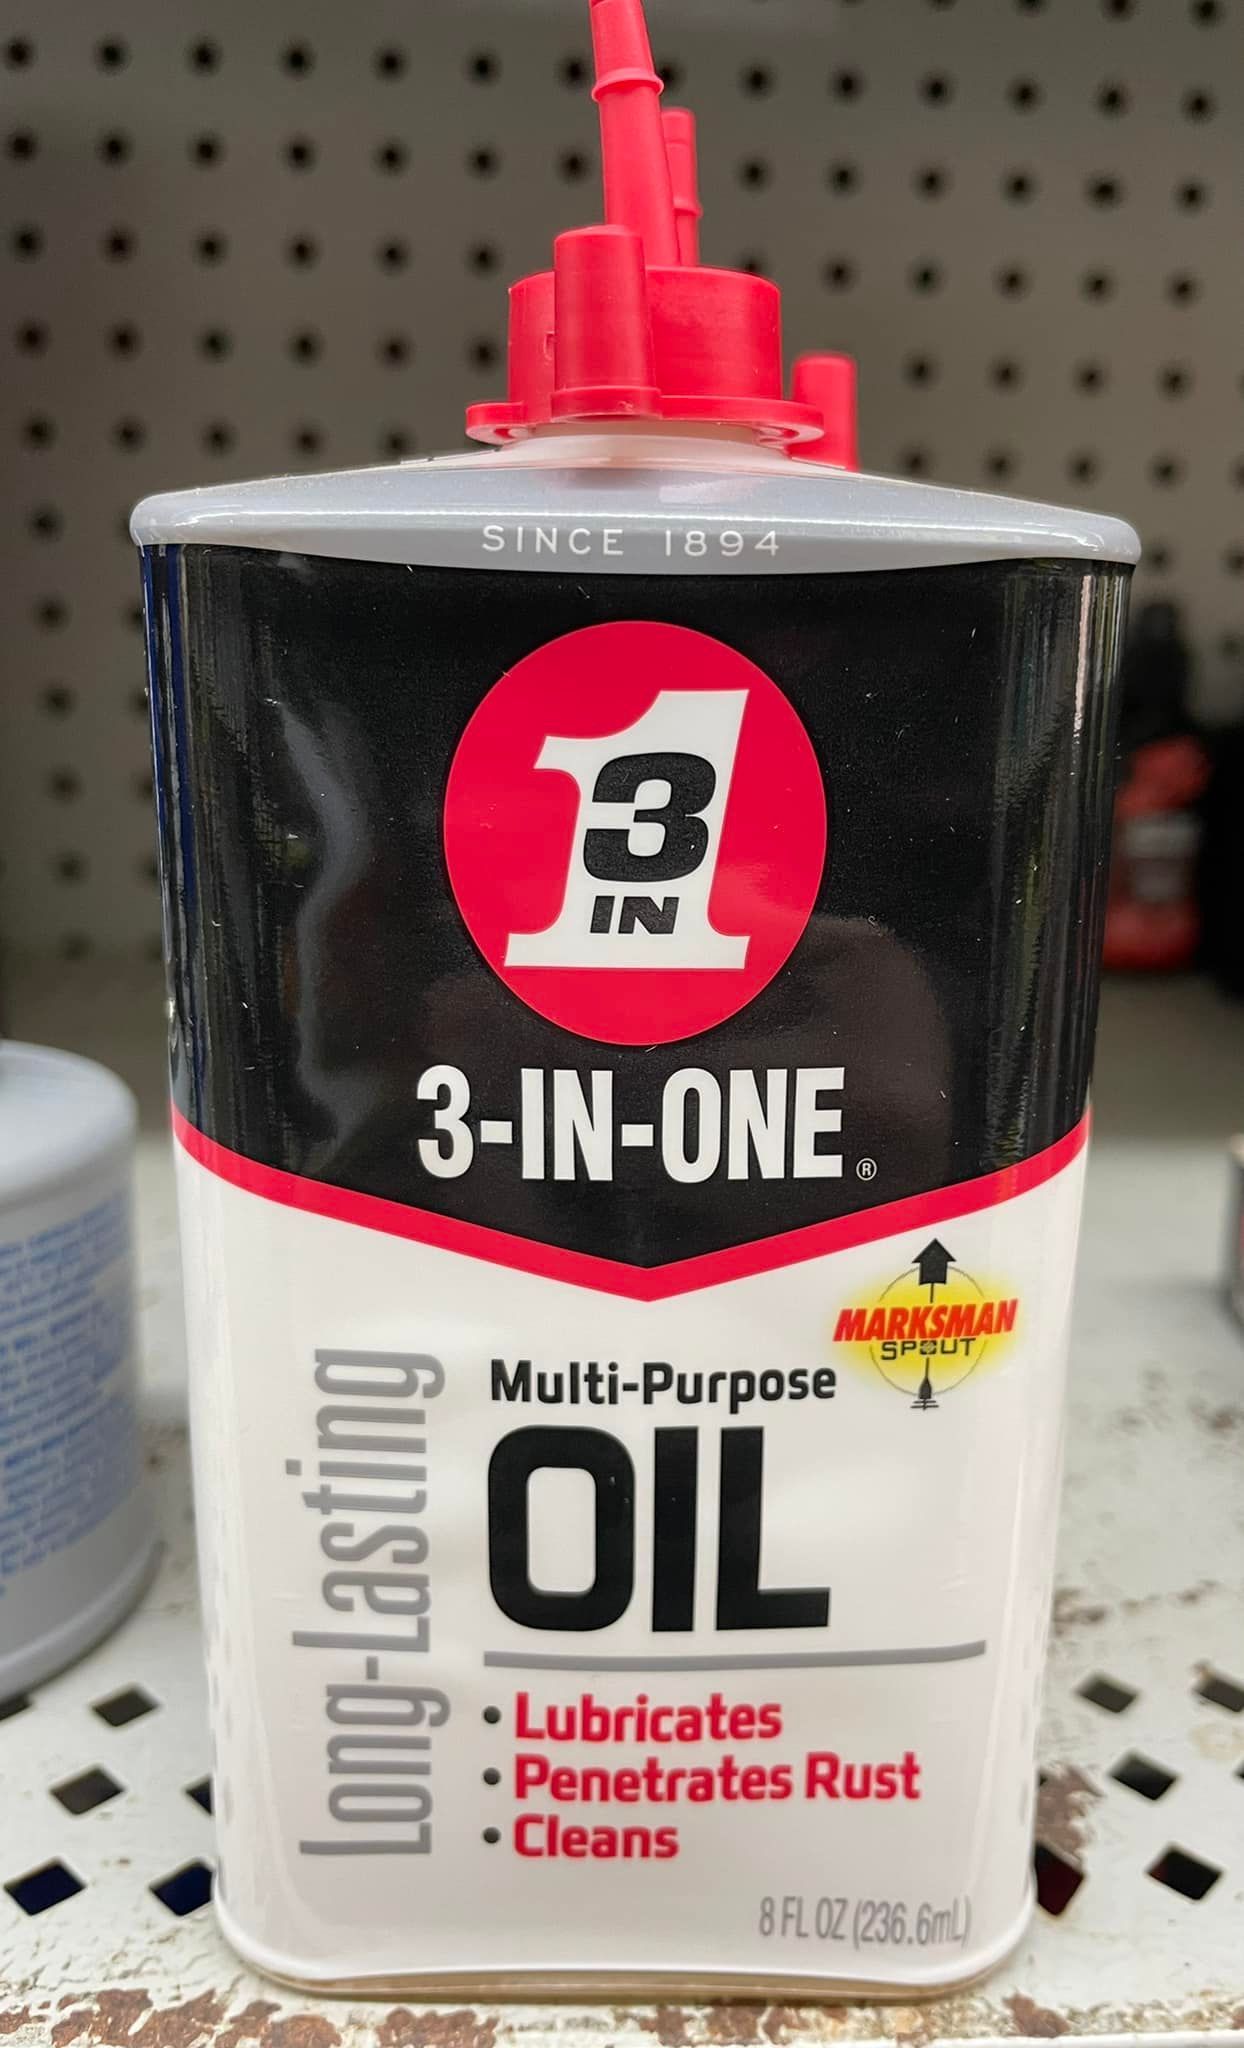 SINCE 1894
3
IN
1
3-IN-ONE®
MARKSMAN
SPOUT
Long-Lasting
Multi-Purpose
OIL
• Lubricates
• Penetrates Rust
• Cleans
8 FL OZ (236.6mL)